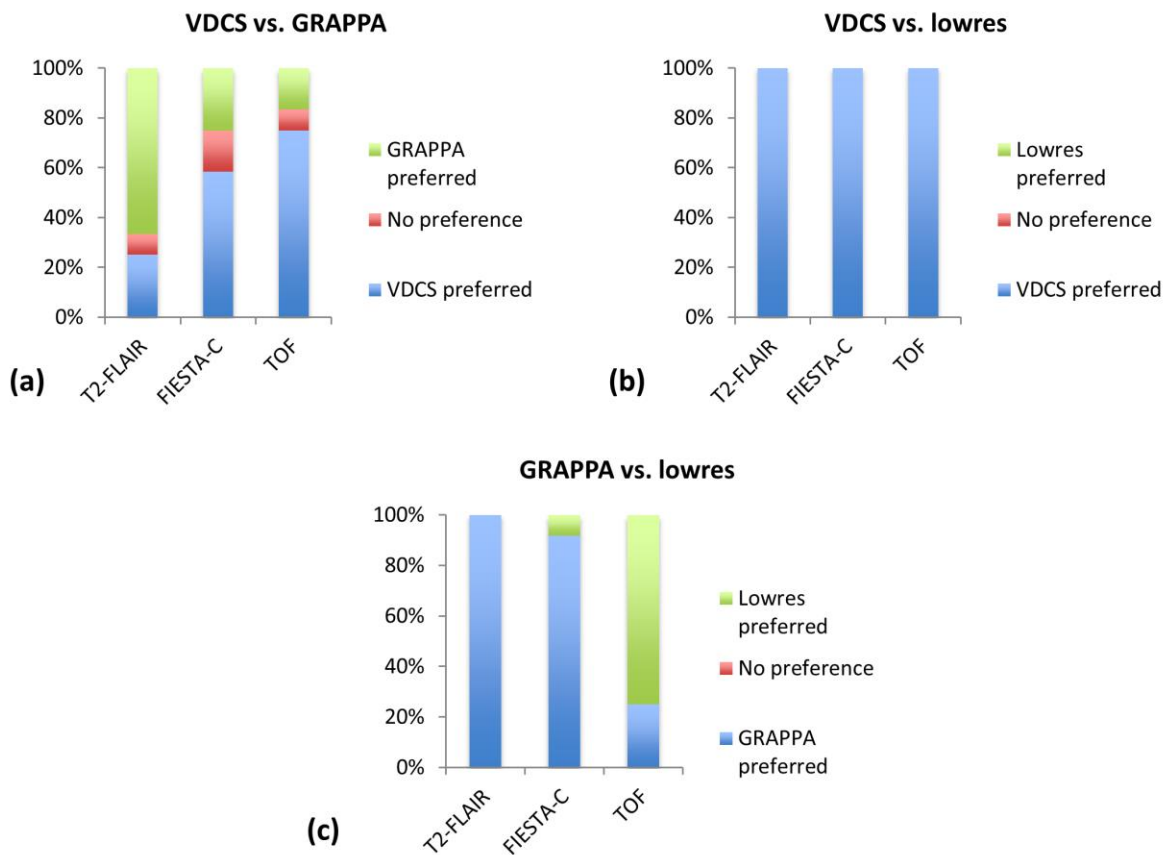 VDCS vs. GRAPPA
100%
80%
60%
40%
20%
0%
T2-FLAIR
FIESTA-C
TOF
GRAPPA
preferred
No preference
VDCS preferred
(a)
VDCS vs. lowres
100%
80%
60%
40%
20%
0%
T2-FLAIR
FIESTA-C
TOF
Lowres
preferred
No preference
VDCS preferred
(b)
GRAPPA vs. lowres
100%
80%
60%
40%
20%
0%
T2-FLAIR
FIESTA-C
TOF
Lowres
preferred
No preference
GRAPPA
preferred
(c)